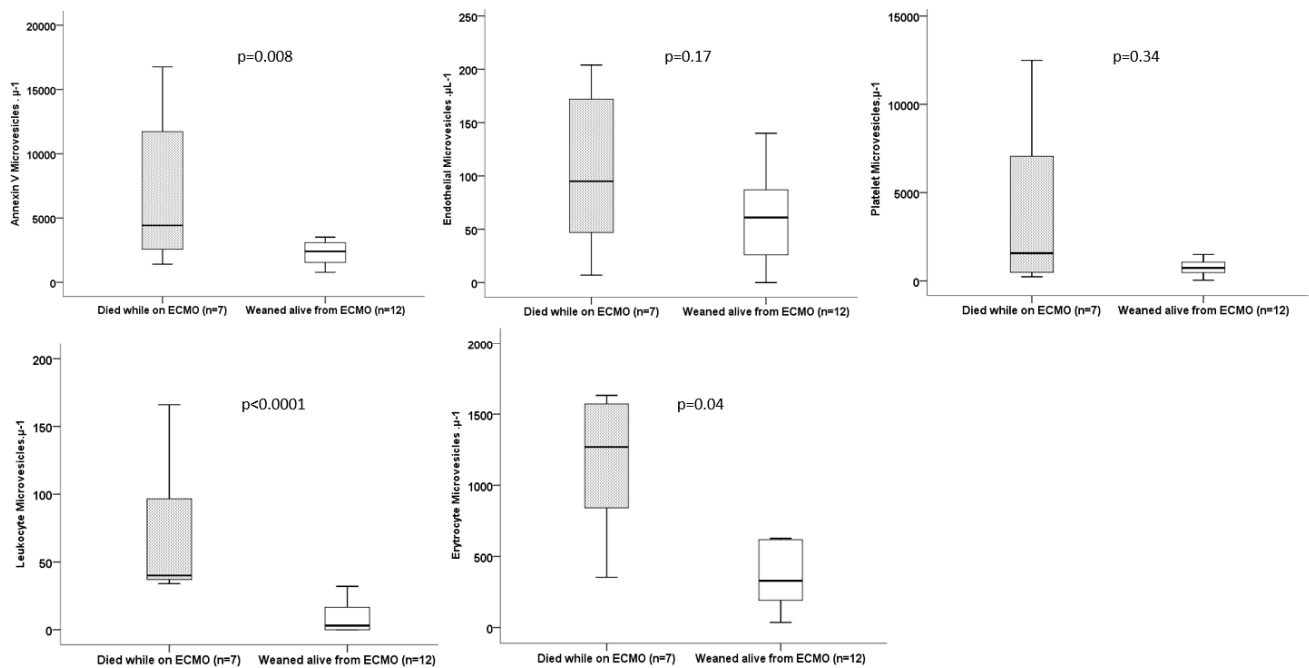 20000
15000
10000
5000
0
Annexin V Microvesicles . µ-1
p=0.008
Died while on ECMO (n=7)
Weaned alive from ECMO (n=12)
250
200
150
100
50
0
Endothelial Microvesicles .µL-1
p=0.17
Died while on ECMO (n=7)
Weaned alive from ECMO (n=12)
15000
10000
5000
0
Platelet Microvesicles.µ-1
p=0.34
Died while on ECMO (n=7)
Weaned alive from ECMO (n=12)
200
150
100
50
0
Leukocyte Microvesicles.µ-1
p<0.0001
Died while on ECMO (n=7)
Weaned alive from ECMO (n=12)
2000
1500
1000
500
0
Erytrocyte Microvesicles .µ-1
p=0.04
Died while on ECMO (n=7)
Weaned alive from ECMO (n=12)